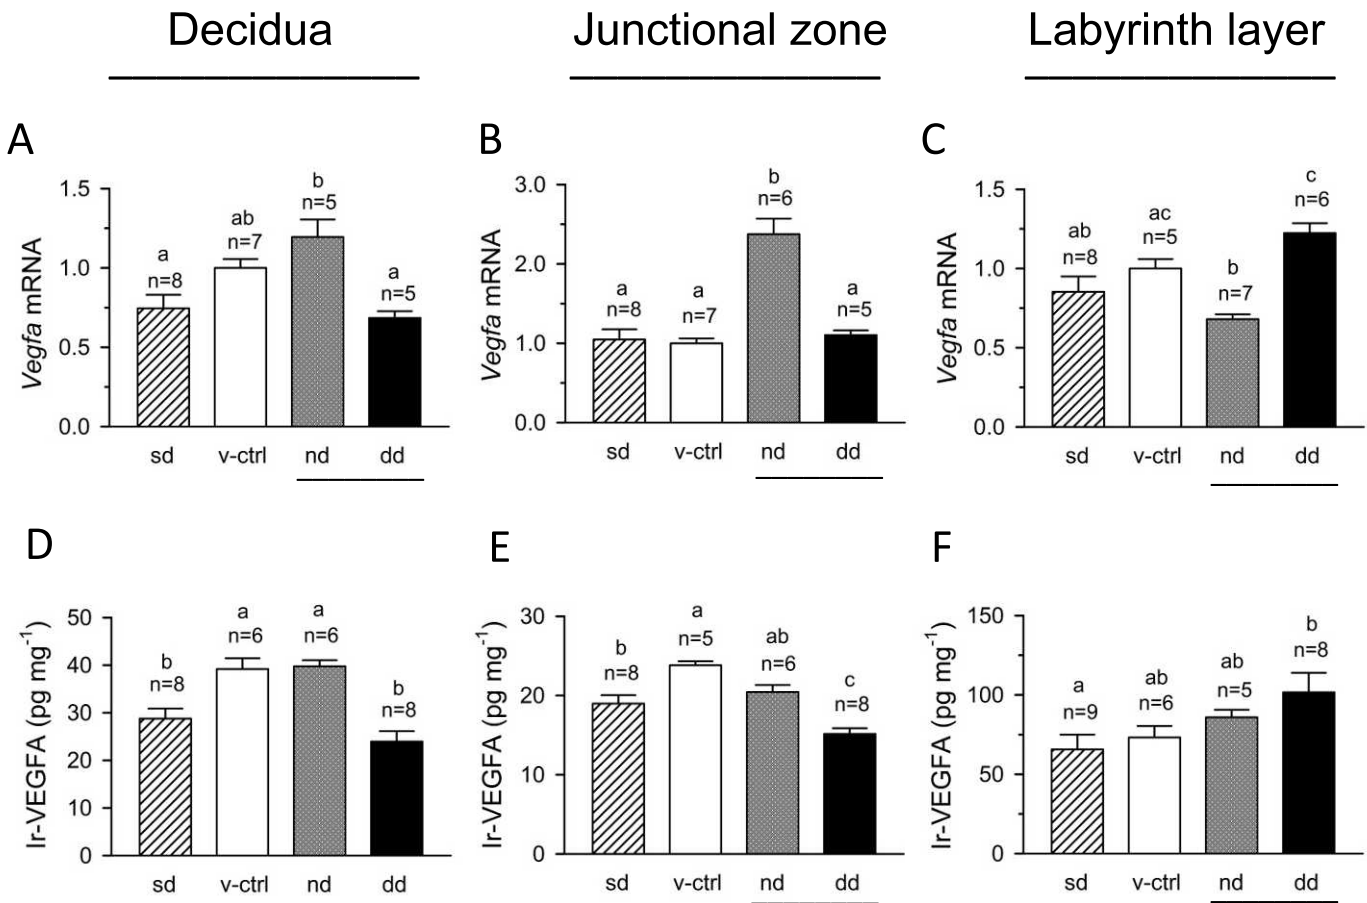 Decidua
Junctional zone
Labyrinth layer
A
Vegfa mRNA
1.5
1.0
0.5
0.0
a
n=8
ab
n=7
b
n=5
a
n=5
sd
v-ctrl
nd
dd
B
Vegfa mRNA
3.0
2.0
1.0
0.0
a
n=8
a
n=7
b
n=6
a
n=5
sd
v-ctrl
nd
dd
C
Vegfa mRNA
1.5
1.0
0.5
0.0
ab
n=8
ac
n=5
b
n=7
c
n=6
sd
v-ctrl
nd
dd
D
Ir-VEGFA (pg mg-1)
50
40
30
20
10
0
b
n=8
a
n=6
a
n=6
b
n=8
sd
v-ctrl
nd
dd
E
Ir-VEGFA (pg mg-1)
30
20
10
0
b
n=8
a
n=5
ab
n=6
c
n=8
sd
v-ctrl
nd
dd
F
Ir-VEGFA (pg mg-1)
150
100
50
0
a
n=9
ab
n=6
ab
n=5
b
n=8
sd
v-ctrl
nd
dd